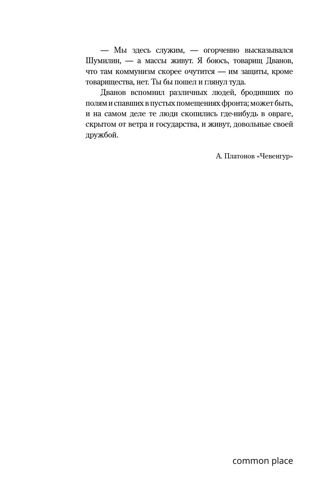 — Мы здесь служим, — огорченно высказывался
Шумилин, — а массы живут. Я боюсь, товарищ Дванов,
что там коммунизм скорее очутится — им защиты, кроме
товарищества, нет. Ты бы пошел и глянул туда.
Дванов вспомнил различных людей, бродивших по
полям и спавших в пустых помещениях фронта; может быть,
и на самом деле те люди скопились где-нибудь в овраге,
скрытом от ветра и государства, и живут, довольные своей
дружбой.
А. Платонов «Чевенгур»
common place